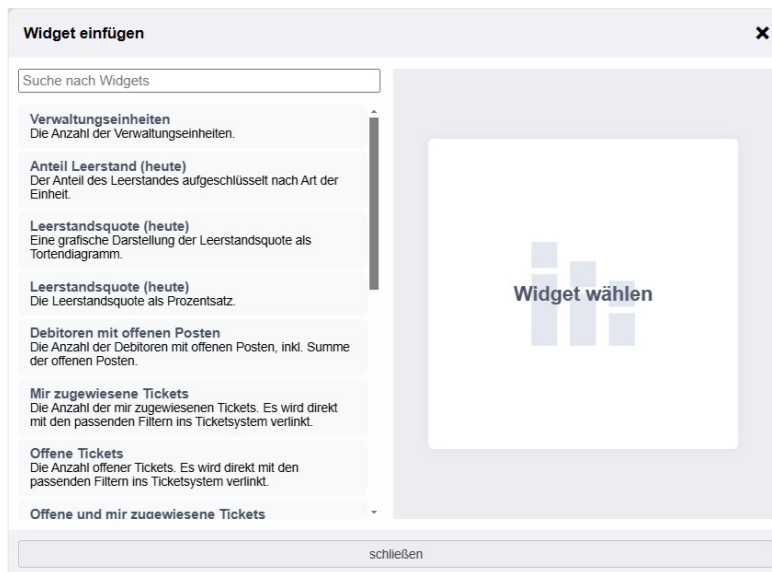 Widget einfügen
Suche nach Widgets
Verwaltungseinheiten
Die Anzahl der Verwaltungseinheiten.
Anteil Leerstand (heute)
Der Anteil des Leerstandes aufgeschlüsselt nach Art der
Einheit.
Leerstandsquote (heute)
Eine grafische Darstellung der Leerstandsquote als
Tortendiagramm.
Leerstandsquote (heute)
Die Leerstandsquote als Prozentsatz.
Debitoren mit offenen Posten
Die Anzahl der Debitoren mit offenen Posten, inkl. Summe
der offenen Posten.
Mir zugewiesene Tickets
Die Anzahl der mir zugewiesenen Tickets. Es wird direkt
mit den passenden Filtern ins Ticketsystem verlinkt.
Offene Tickets
Die Anzahl offener Tickets. Es wird direkt mit den
passenden Filtern ins Ticketsystem verlinkt.
Offene und mir zugewiesene Tickets
Widget wählen
schließen